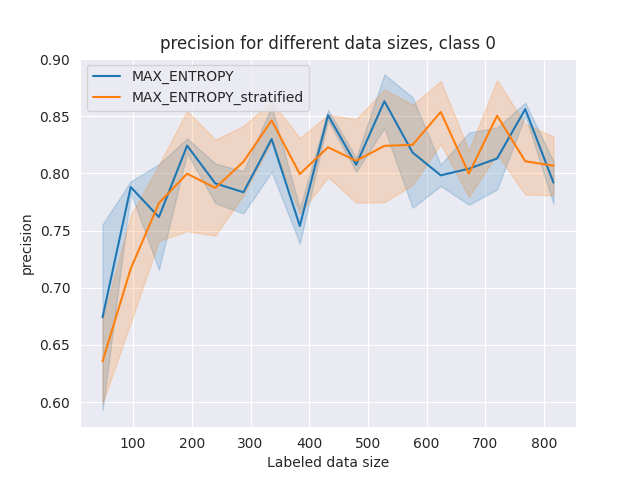 precision for different data sizes, class 0
MAX_ENTROPY
MAX_ENTROPY_stratified
precision
0.90
0.85
0.80
0.75
0.70
0.65
0.60
100 200 300 400 500 600 700 800
Labeled data size